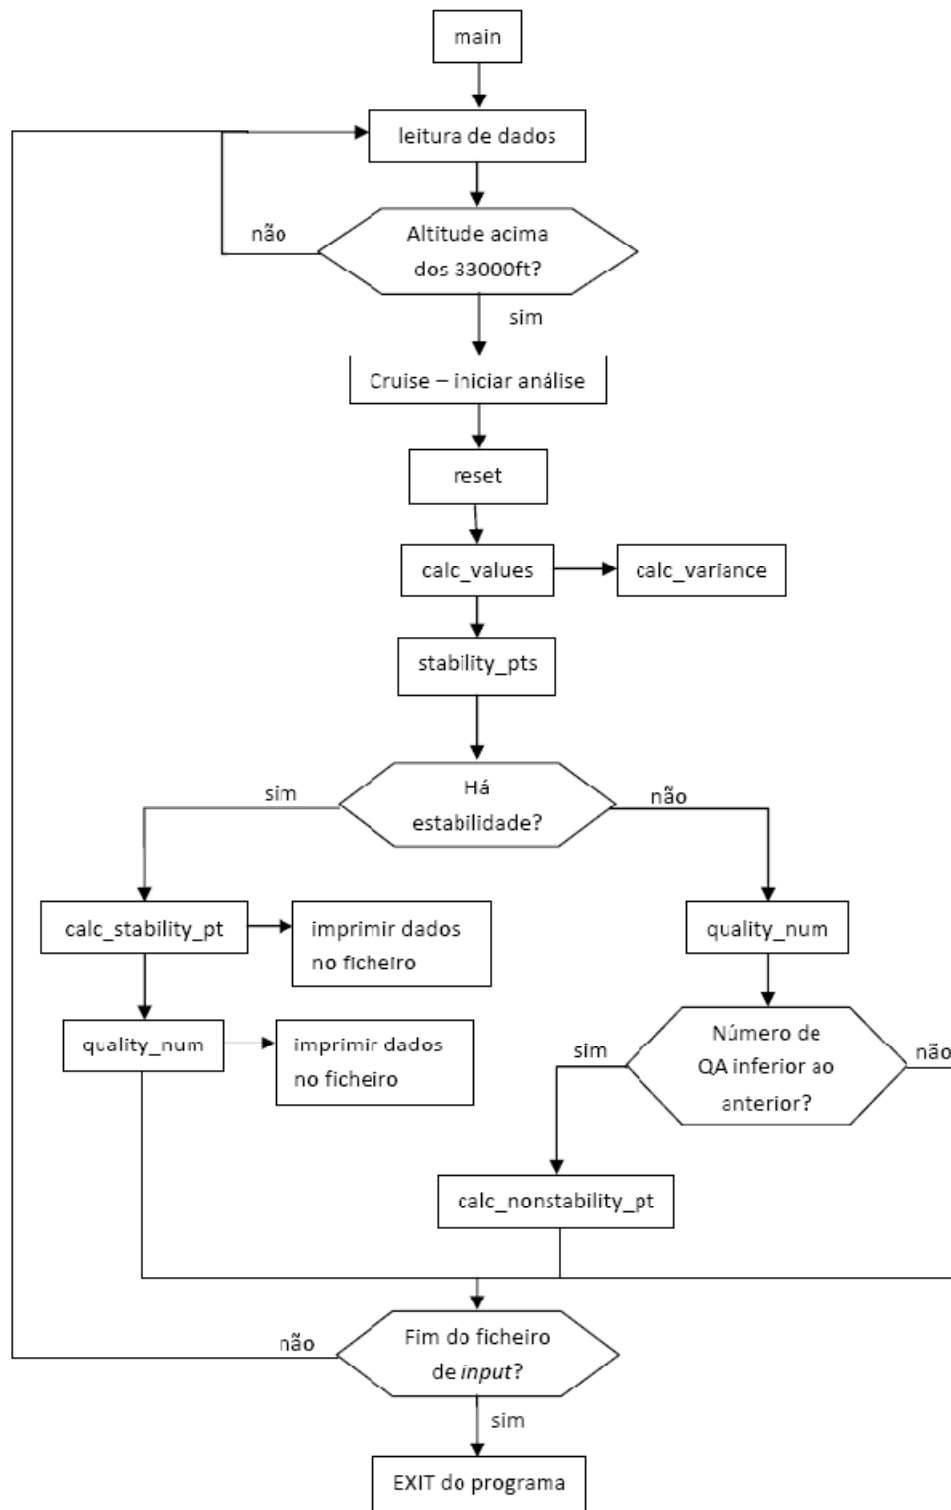 main
leitura de dados
não
Altitude acima
dos 33000ft?
sim
Cruise – iniciar análise
reset
calc_values
calc_variance
stability_pts
sim
Há
estabilidade?
não
calc_stability_pt
imprimir dados
no ficheiro
quality_num
quality_num
imprimir dados
no ficheiro
sim
Número de
QA inferior ao
anterior?
não
calc_nonstability_pt
não
Fim do ficheiro
de input?
sim
EXIT do programa